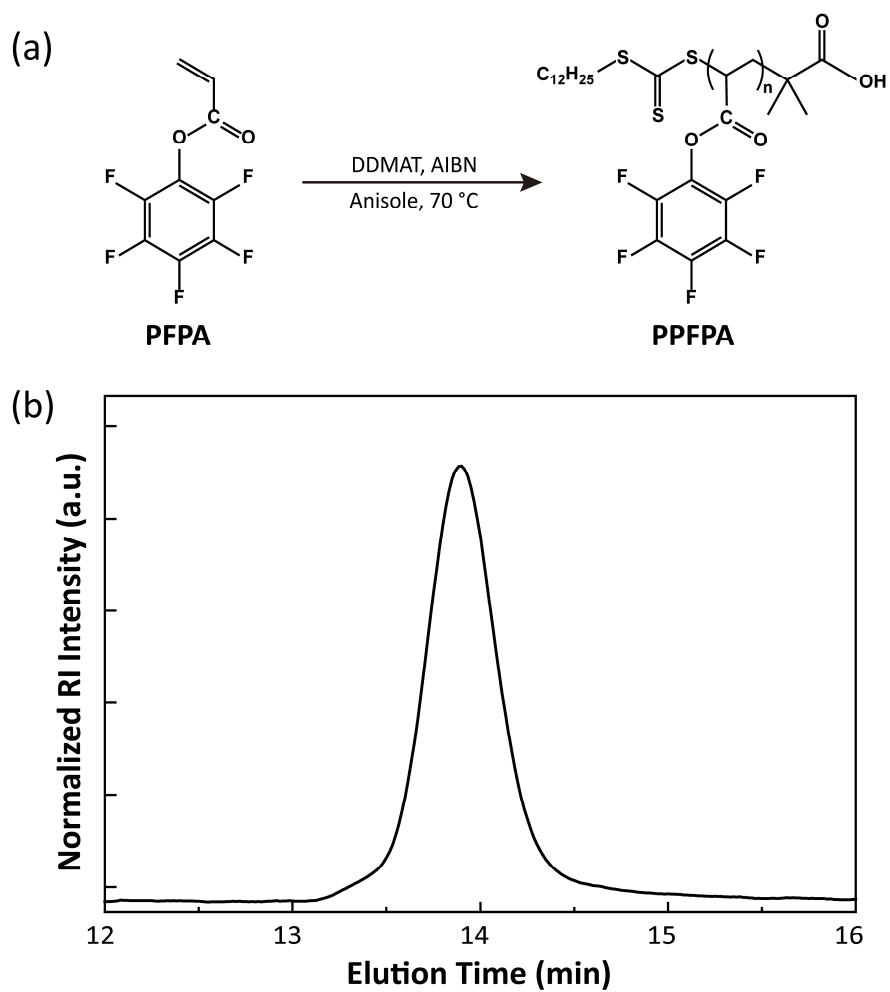 (a)
O
C
O
F
F
F
F
F
PFPA
DDMAT, AIBN
Anisole, 70 °C
O
S
S
C₁₂H₂₅
n
OH
S
C
O
O
F
F
F
F
F
PPFPA
(b)
Normalized RI Intensity (a.u.)
12 13 14 15 16
Elution Time (min)